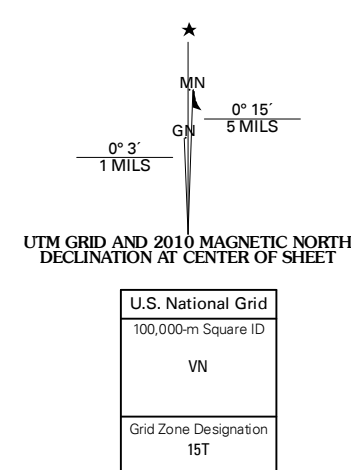 MN
0° 15´
5 MILS
GN
0° 3´
1 MILS
UTM GRID AND 2010 MAGNETIC NORTH
DECLINATION AT CENTER OF SHEET
U.S. National Grid
100,000-m Square ID
VN
Grid Zone Designation
15T